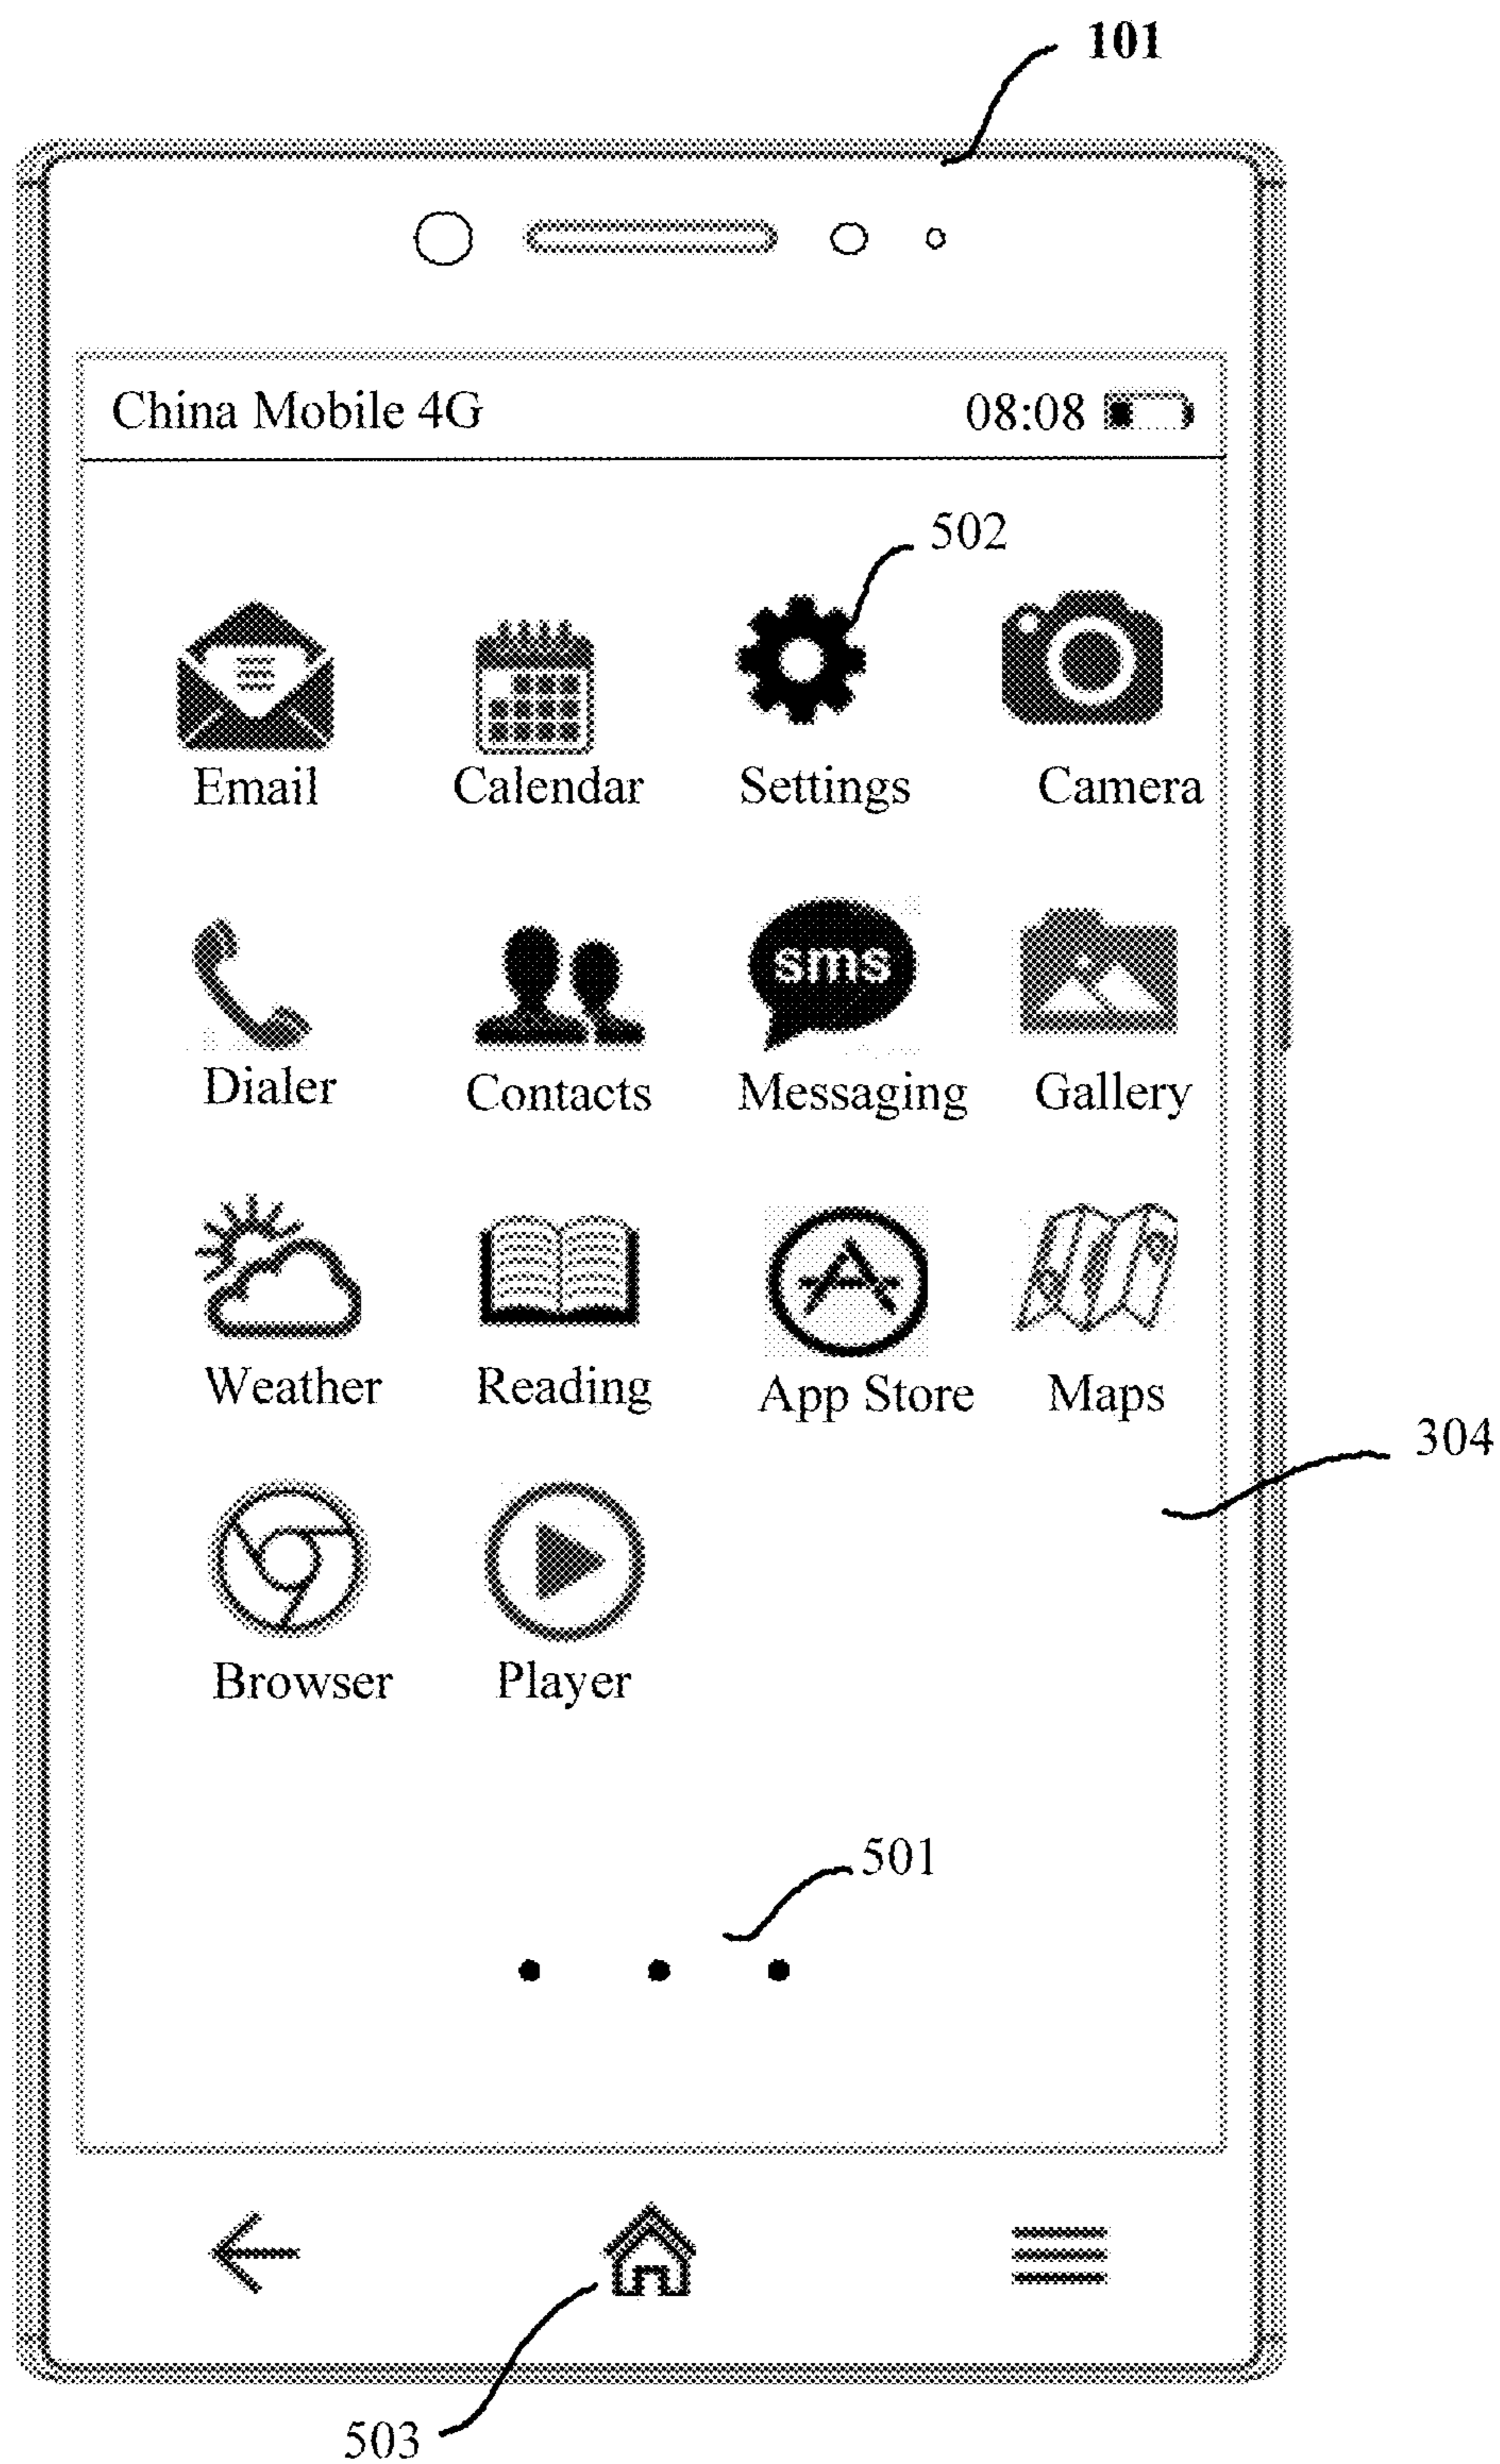 101
China Mobile 4G 08:08
502
Email Calendar Settings Camera
sms
Dialer Contacts Messaging Gallery
Weather Reading App Store Maps
304
Browser Player
501
503